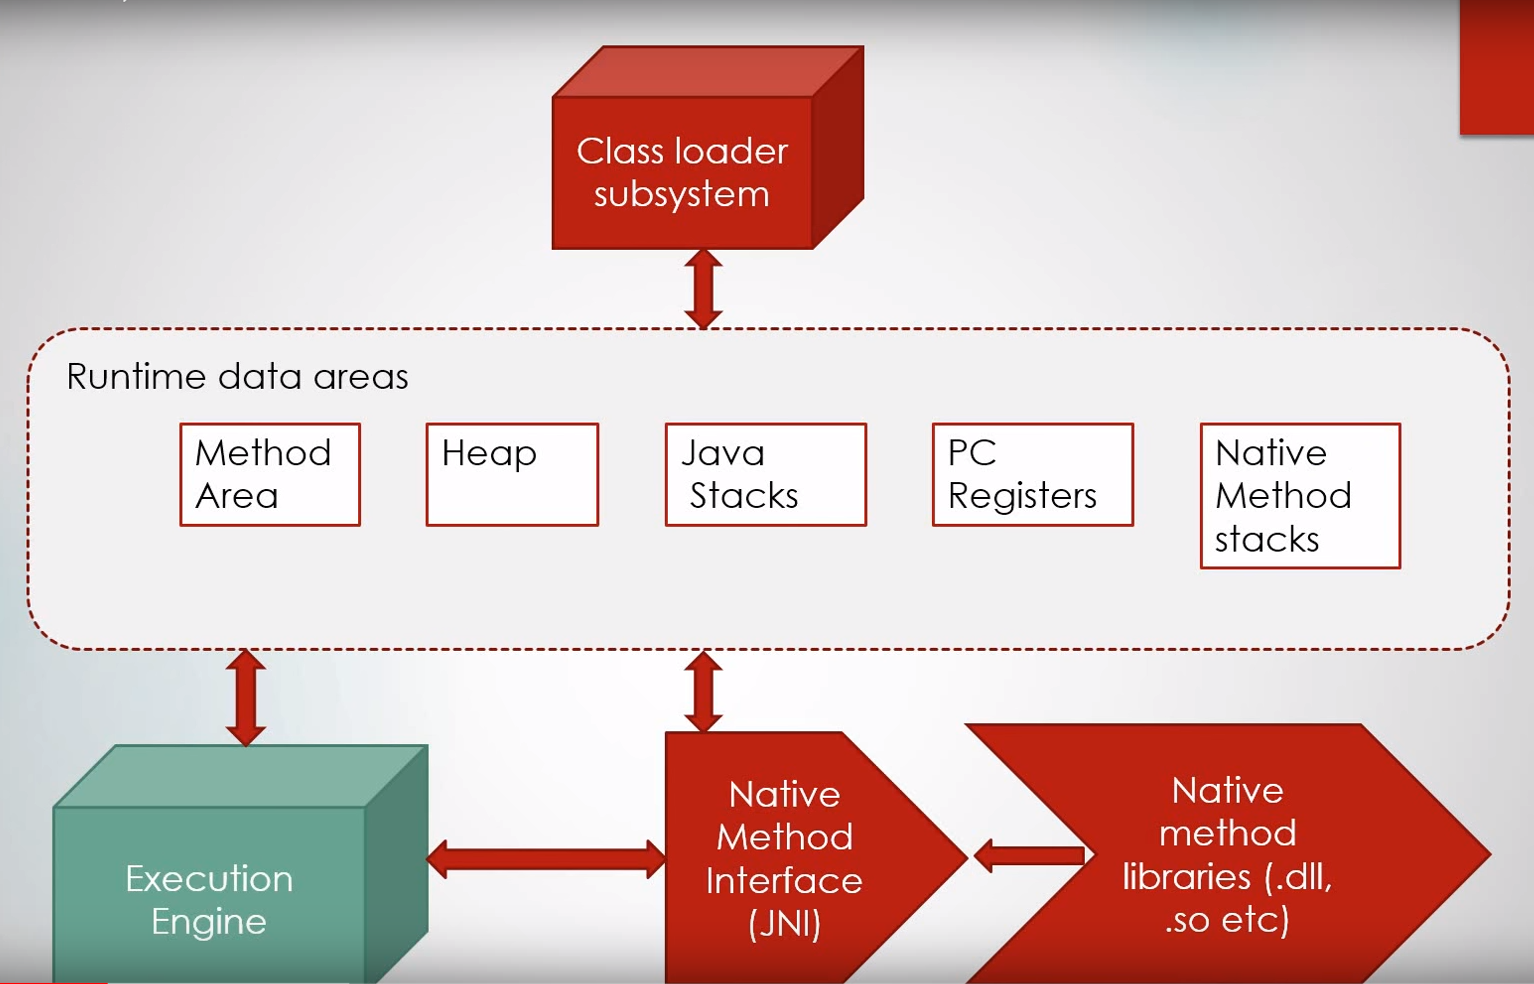 Class loader
subsystem
Runtime data areas
Method
Area
Heap
Java
Stacks
PC
Registers
Native
Method
stacks
Execution
Engine
Native
Method
Interface
(JNI)
Native
method
libraries (.dll,
.so etc)